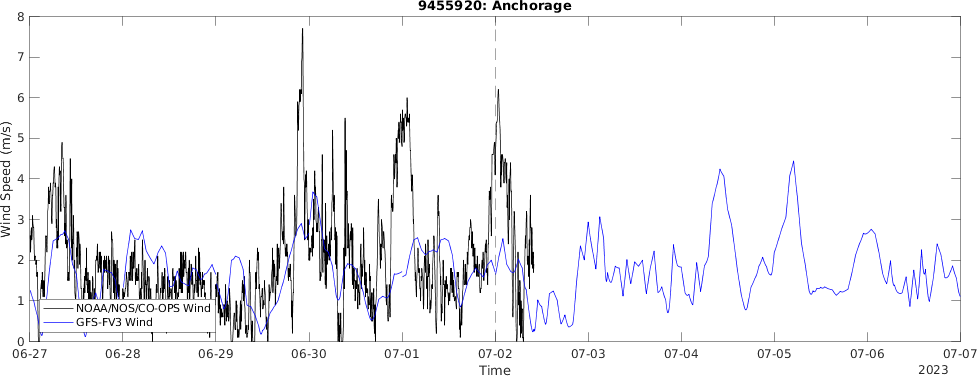 9455920: Anchorage
8
7
6
5
4
3
2
1
0
Wind Speed (m/s)
NOAA/NOS/CO-OPS Wind
GFS-FV3 Wind
06-27 06-28 06-29 06-30 07-01 07-02 07-03 07-04 07-05 07-06 07-07
Time
2023